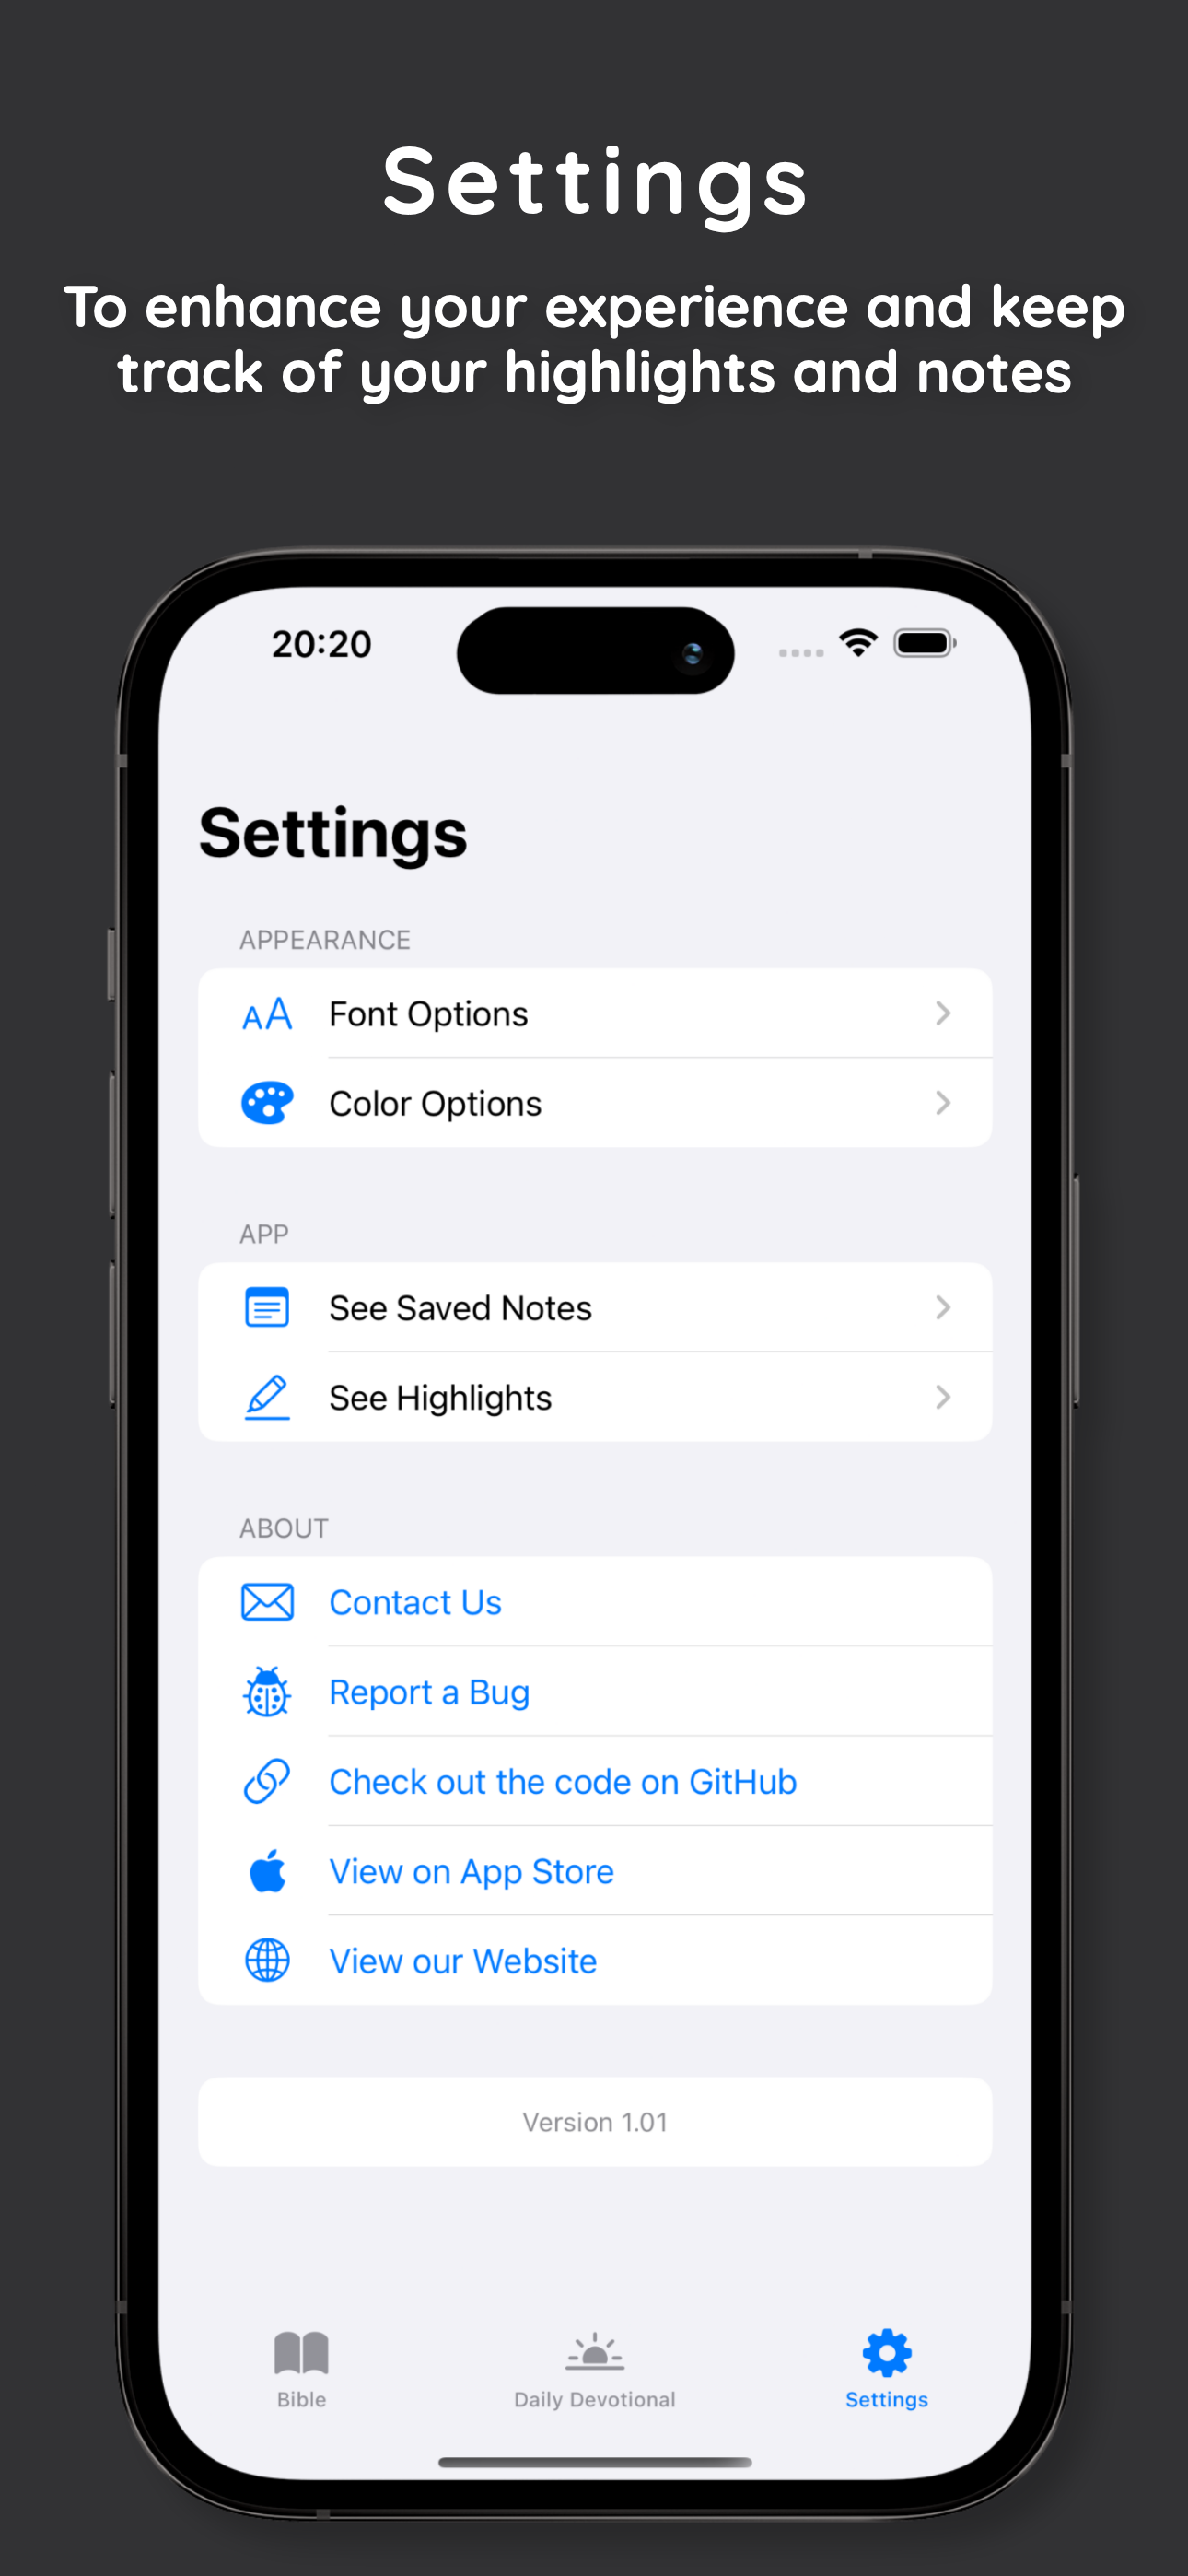 Settings
To enhance your experience and keep
track of your highlights and notes
20:20
Settings
APPEARANCE
AA Font Options
Color Options
APP
See Saved Notes
See Highlights
ABOUT
Contact Us
Report a Bug
Check out the code on GitHub
View on App Store
View our Website
Version 1.01
Bible Daily Devotional Settings